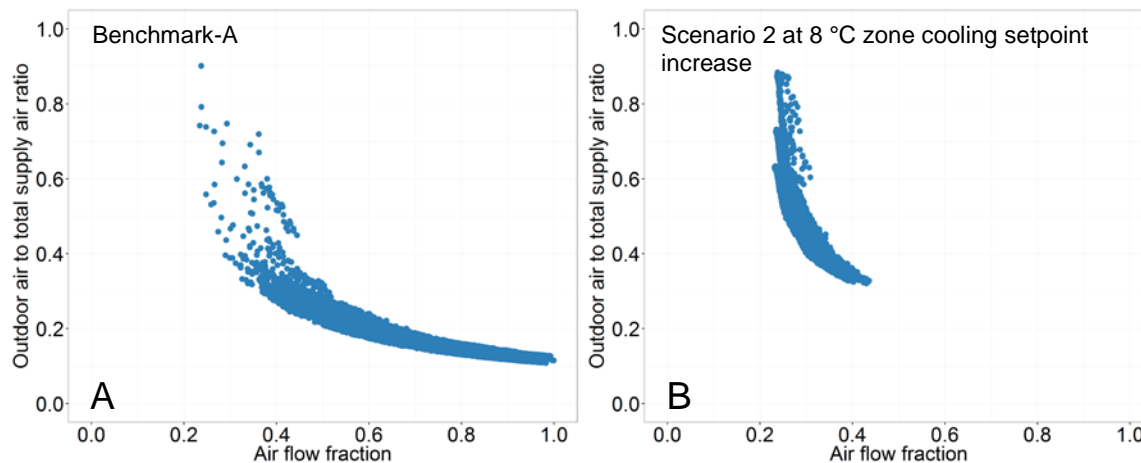 Benchmark-A
Outdoor air to total supply air ratio
1.0
0.8
0.6
0.4
0.2
0.0
A
0.0 0.2 0.4 0.6 0.8 1.0
Air flow fraction
Scenario 2 at 8 °C zone cooling setpoint
increase
Outdoor air to total supply air ratio
1.0
0.8
0.6
0.4
0.2
0.0
B
0.0 0.2 0.4 0.6 0.8 1.0
Air flow fraction